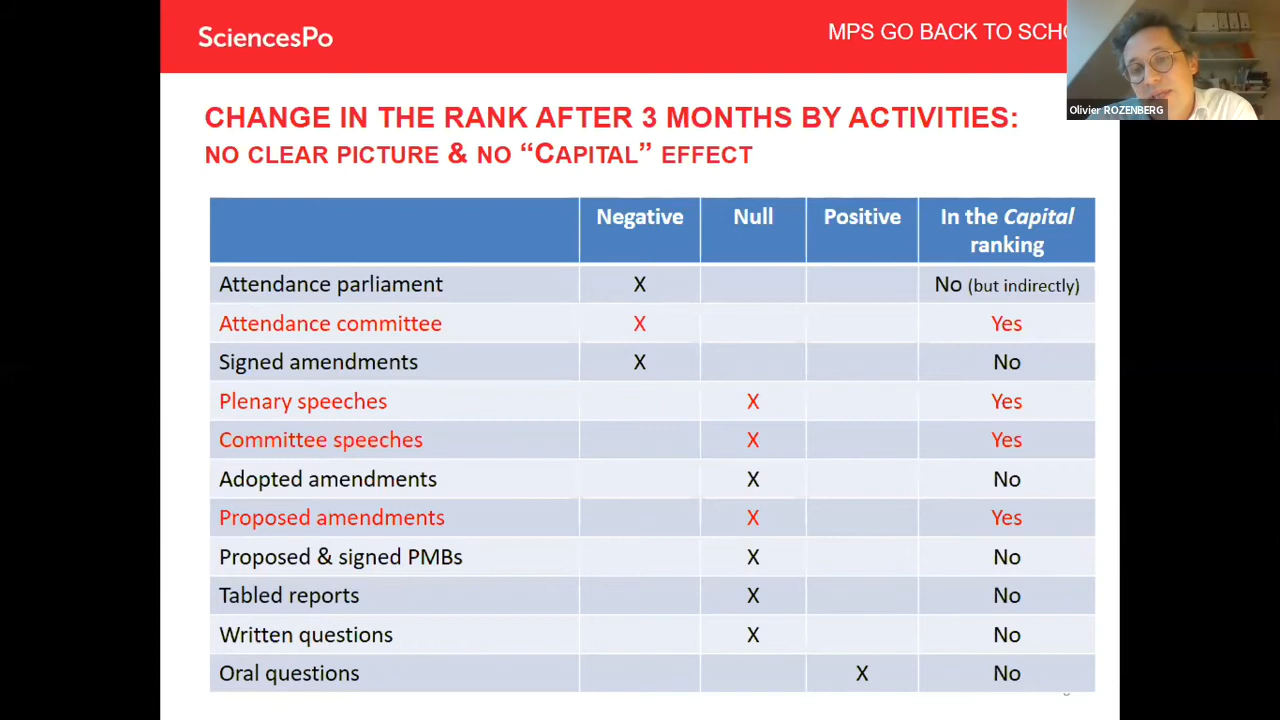 SciencesPo
MPS GO BACK TO
Olivier ROZENBERG
CHANGE IN THE RANK AFTER 3 MONTHS BY ACTIVITIES:
NO CLEAR PICTURE & NO “CAPITAL” EFFECT
Negative Null Positive In the Capital
ranking
Attendance parliament X No (but indirectly)
Attendance committee X Yes
Signed amendments X No
Plenary speeches X Yes
Committee speeches X Yes
Adopted amendments X No
Proposed amendments X Yes
Proposed & signed PMBs X No
Tabled reports X No
Written questions X No
Oral questions X No